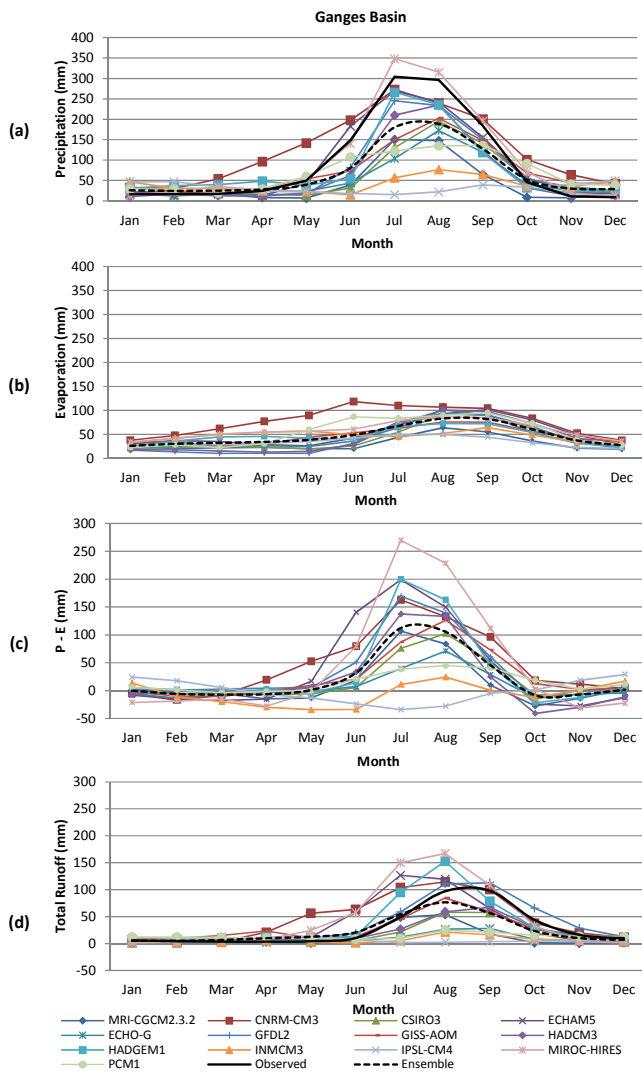 Ganges Basin
400
350
300
250
200
150
100
50
0
Precipitation (mm)
(a)
Jan Feb Mar Apr May Jun Jul Aug Sep Oct Nov Dec
Month
400
350
300
250
200
150
100
50
0
Evaporation (mm)
(b)
Jan Feb Mar Apr May Jun Jul Aug Sep Oct Nov Dec
Month
300
250
200
150
100
50
0
-50
P - E (mm)
(c)
Jan Feb Mar Apr May Jun Jul Aug Sep Oct Nov Dec
Month
300
250
200
150
100
50
0
-50
Total Runoff (mm)
(d)
Jan Feb Mar Apr May Jun Jul Aug Sep Oct Nov Dec
Month
MRI-CGCM2.3.2 CNRM-CM3 CSIRO3 ECHAM5
ECHO-G GFDL2 GISS-AOM HADCM3
HADGEM1 INMCM3 IPSL-CM4 MIROC-HIRES
PCM1 Observed Ensemble